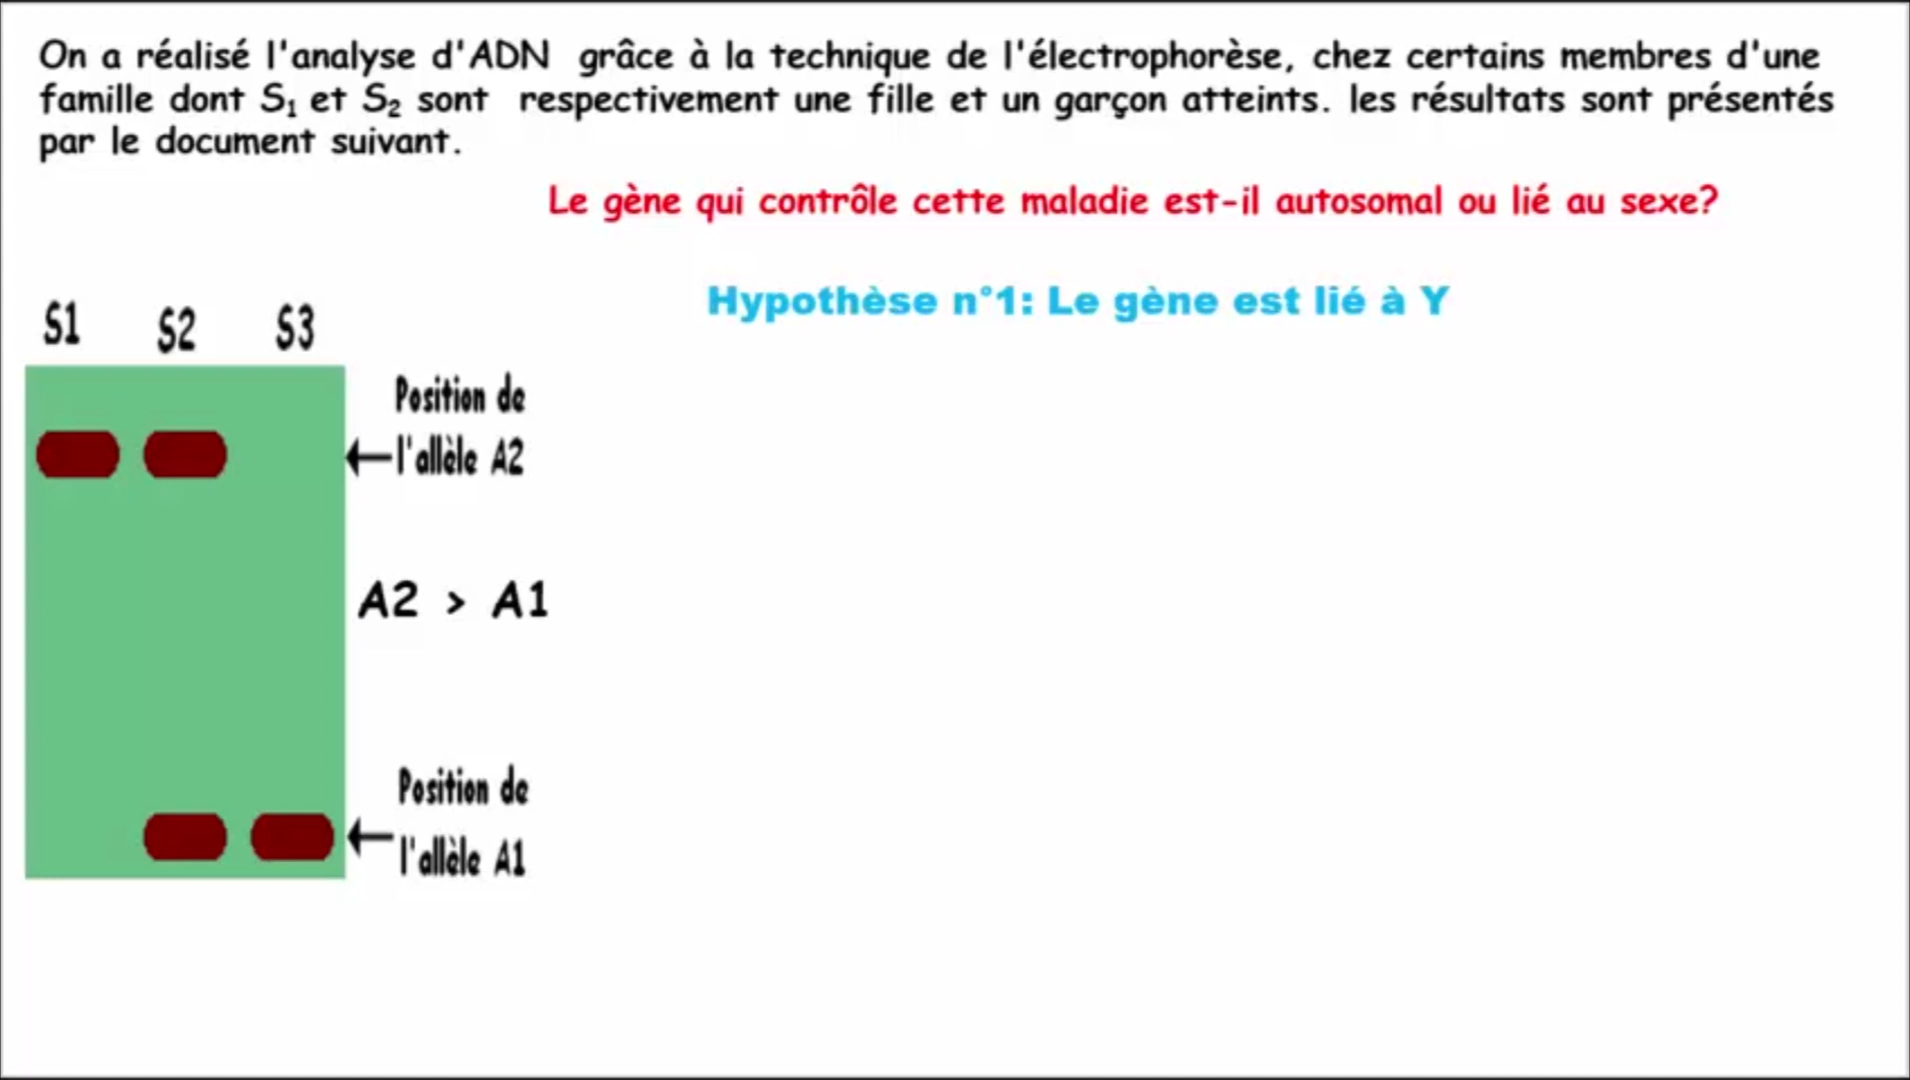 On a réalisé l'analyse d'ADN grâce à la technique de l'électrophorèse, chez certains membres d'une
famille dont S₁ et S₂ sont respectivement une fille et un garçon atteints. les résultats sont présentés
par le document suivant.
Le gène qui contrôle cette maladie est-il autosomal ou lié au sexe?
Hypothèse n°1: Le gène est lié à Y
S1 S2 S3
Position de
l'allèle A2
A2 > A1
Position de
l'allèle A1